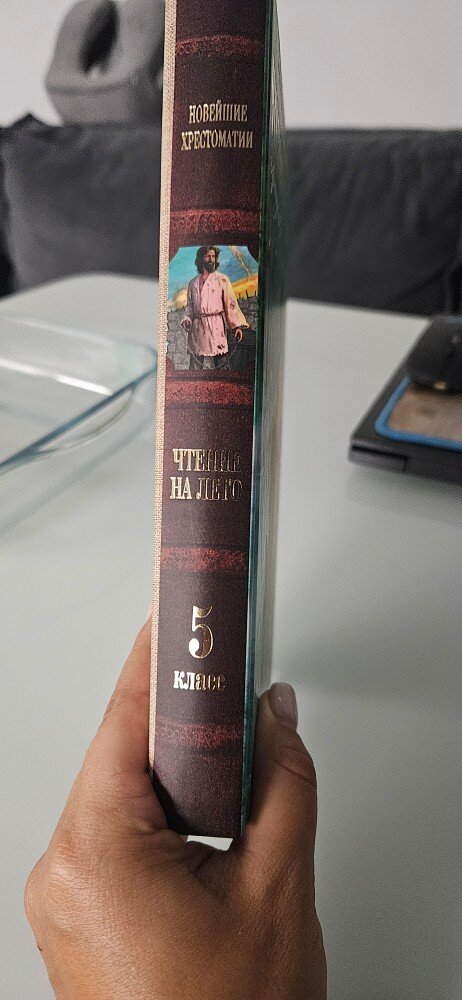 НОВЕЙШИЕ
ХРЕСТОМАТИИ
ЧТЕНИЕ
НА ЛЕТО
5
класс